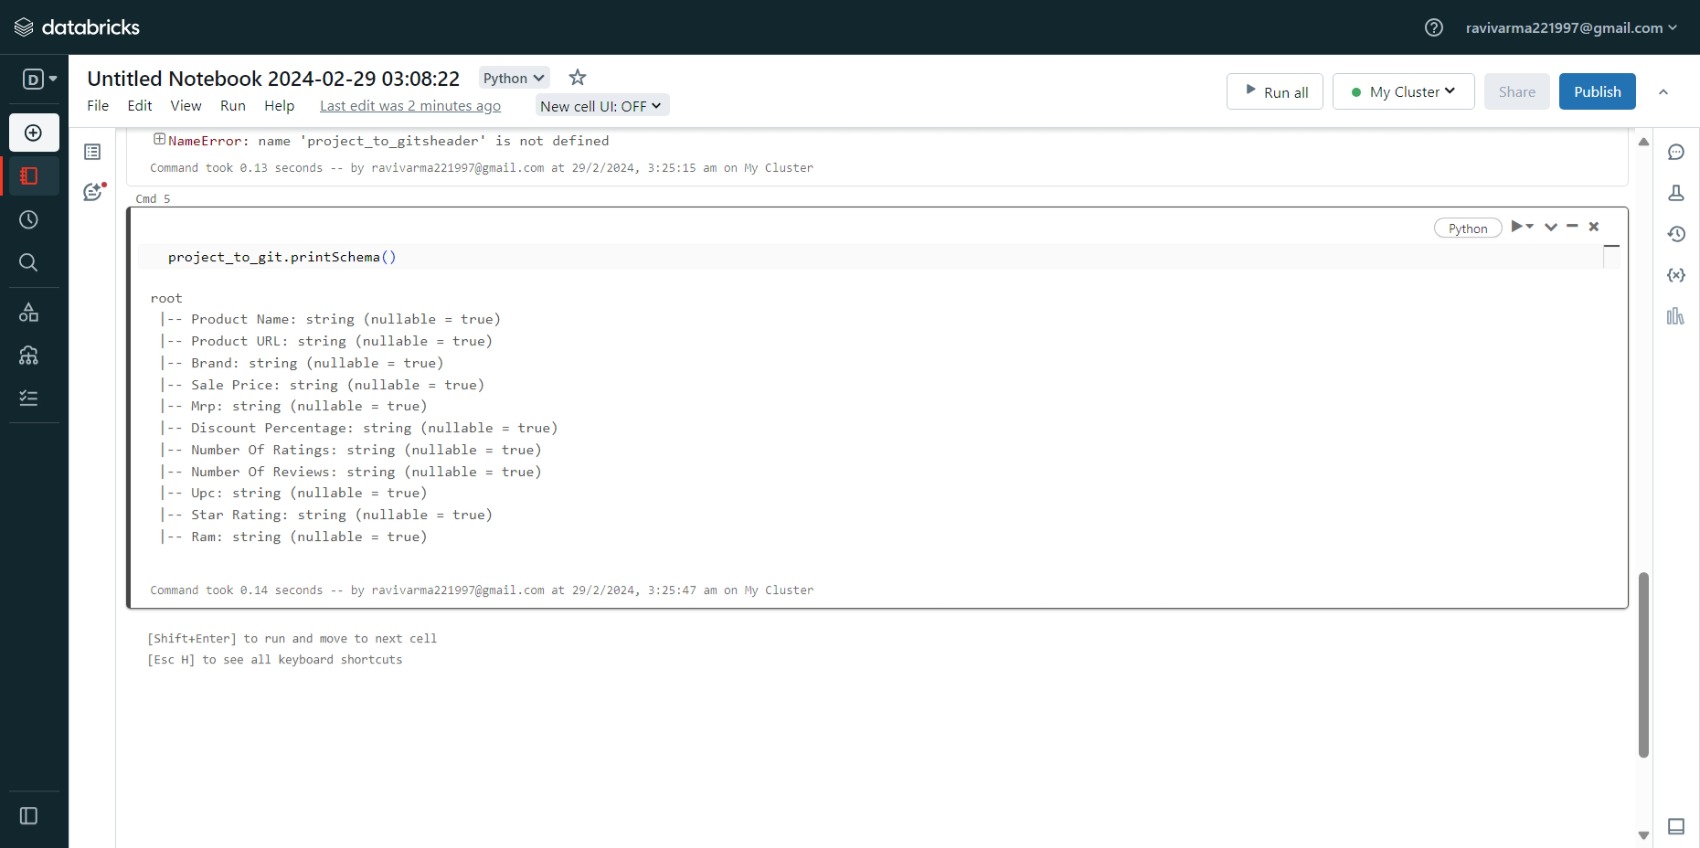 databricks
ravivarma221997@gmail.com
D
Untitled Notebook 2024-02-29 03:08:22
Python
File Edit View Run Help Last edit was 2 minutes ago New cell UI: OFF
Run all
My Cluster
Share
Publish
NameError: name 'project_to_gitsheader' is not defined
Command took 0.13 seconds -- by ravivarma221997@gmail.com at 29/2/2024, 3:25:15 am on My Cluster
Cmd 5
Python
project_to_git.printSchema()
root
|-- Product Name: string (nullable = true)
|-- Product URL: string (nullable = true)
|-- Brand: string (nullable = true)
|-- Sale Price: string (nullable = true)
|-- Mrp: string (nullable = true)
|-- Discount Percentage: string (nullable = true)
|-- Number Of Ratings: string (nullable = true)
|-- Number Of Reviews: string (nullable = true)
|-- Upc: string (nullable = true)
|-- Star Rating: string (nullable = true)
|-- Ram: string (nullable = true)
Command took 0.14 seconds -- by ravivarma221997@gmail.com at 29/2/2024, 3:25:47 am on My Cluster
[Shift+Enter] to run and move to next cell
[Esc H] to see all keyboard shortcuts